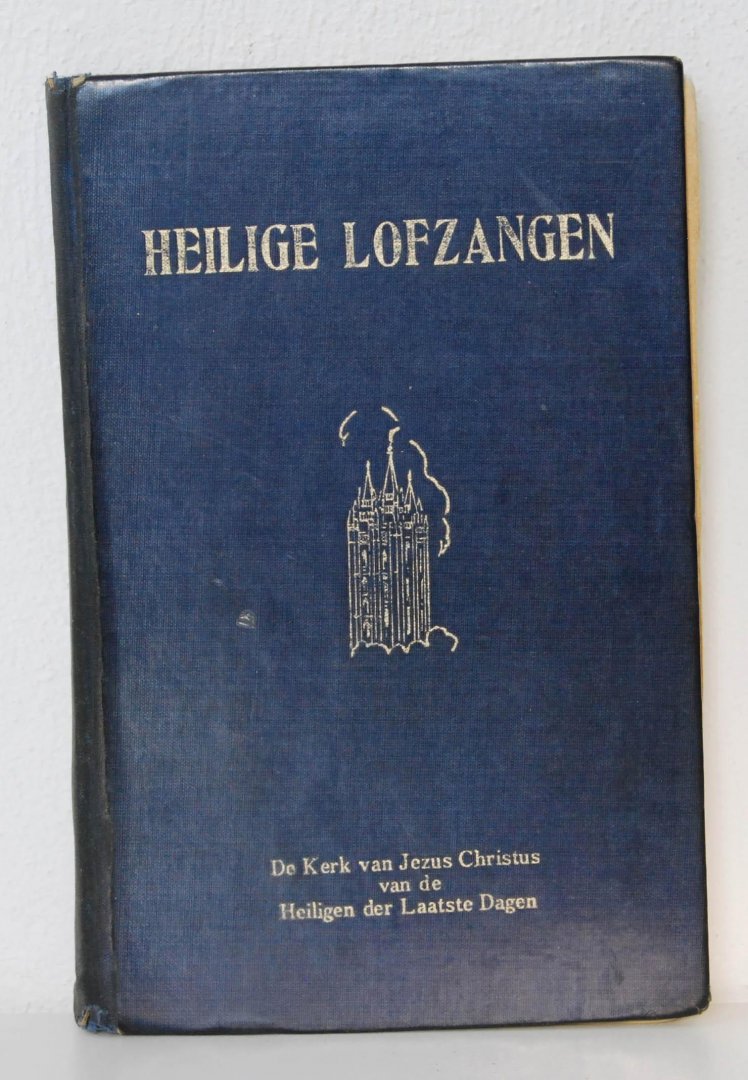 HEILIGE LOFZANGEN
De Kerk van Jezus Christus
van de
Heiligen der Laatste Dagen